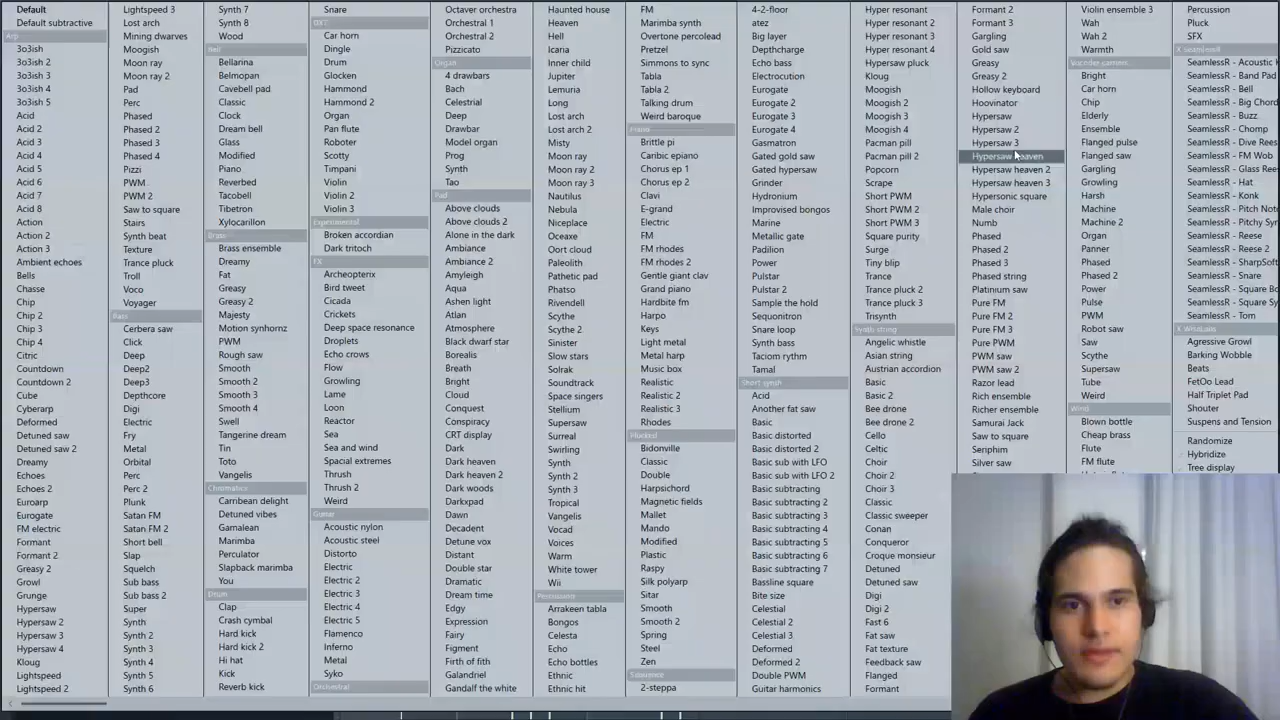 Default
Default subtractive
Arp
3o3ish
3o3ish 2
3o3ish 3
3o3ish 4
3o3ish 5
Acid
Acid 2
Acid 3
Acid 4
Acid 5
Acid 6
Acid 7
Acid 8
Action
Action 2
Action 3
Ambient echoes
Bells
Chasse
Chip
Chip 2
Chip 3
Chip 4
Citric
Countdown
Countdown 2
Cube
Cyberarp
Deformed
Detuned saw
Detuned saw 2
Dreamy
Echoes
Echoes 2
Euroarp
Eurogate
FM electric
Formant
Formant 2
Greasy 2
Growl
Grunge
Hypersaw
Hypersaw 2
Hypersaw 3
Hypersaw 4
Kloug
Lightspeed
Lightspeed 2
Lightspeed 3
Lost arch
Mining dwarves
Moogish
Moon ray
Moon ray 2
Pad
Perc
Phased
Phased 2
Phased 3
Phased 4
Pizzi
PWM
PWM 2
Saw to square
Stairs
Synth beat
Texture
Trance pluck
Troll
Voco
Voyager
Bass
Cerbera saw
Click
Deep
Deep2
Deep3
Depthcore
Digi
Electric
Fry
Metal
Orbital
Perc
Perc 2
Plunk
Satan FM
Satan FM 2
Short bell
Slap
Squelch
Sub bass
Sub bass 2
Super
Synth
Synth 2
Synth 3
Synth 4
Synth 5
Synth 6
Synth 7
Synth 8
Wood
Bell
Bellarina
Belmopan
Cavebell pad
Classic
Clock
Dream bell
Glass
Modified
Piano
Reverbed
Tacobell
Tibetron
Xylocarillon
Brass
Brass ensemble
Dreamy
Fat
Greasy
Greasy 2
Majesty
Motion synhornz
PWM
Rough saw
Smooth
Smooth 2
Smooth 3
Smooth 4
Swell
Tangerine dream
Tin
Toto
Vangelis
Chromatics
Carribean delight
Detuned vibes
Gamalean
Marimba
Perculator
Slapback marimba
You
Drum
Clap
Crash cymbal
Hard kick
Hard kick 2
Hi hat
Kick
Reverb kick
Snare
DXT
Car horn
Dingle
Drum
Glocken
Hammond
Hammond 2
Organ
Pan flute
Roboter
Scotty
Timpani
Violin
Violin 2
Violin 3
Experimental
Broken accordian
Dark tritoch
FX
Archeopterix
Bird tweet
Cicada
Crickets
Deep space resonance
Droplets
Echo crows
Flow
Growling
Lame
Loon
Reactor
Sea
Sea and wind
Spacial extremes
Thrush
Thrush 2
Weird
Guitar
Acoustic nylon
Acoustic steel
Distorto
Electric
Electric 2
Electric 3
Electric 4
Electric 5
Flamenco
Inferno
Metal
Syko
Orchestral
Octaver orchestra
Orchestral 1
Orchestral 2
Pizzicato
Organ
4 drawbars
Bach
Celestial
Deep
Drawbar
Model organ
Prog
Synth
Tao
Pad
Above clouds
Above clouds 2
Alone in the dark
Ambiance
Ambiance 2
Amyleigh
Aqua
Ashen light
Atlan
Atmosphere
Black dwarf star
Borealis
Breath
Bright
Cloud
Conquest
Conspiracy
CRT display
Dark
Dark heaven
Dark heaven 2
Dark woods
Darkxpad
Dawn
Decadent
Detune vox
Distant
Double star
Dramatic
Dream time
Edgy
Expression
Fairy
Figment
Firth of fifth
Galandriel
Gandalf the white
Haunted house
Heaven
Hell
Icaria
Inner child
Jupiter
Lemuria
Long
Lost arch
Lost arch 2
Misty
Moon ray
Moon ray 2
Moon ray 3
Nautilus
Nebula
Niceplace
Oceaxe
Oort cloud
Paleolith
Pathetic pad
Phatso
Rivendell
Scythe
Scythe 2
Sinister
Slow stars
Solrak
Soundtrack
Space singers
Stellium
Supersaw
Surreal
Swirling
Synth
Synth 2
Synth 3
Tropical
Vangelis
Vocad
Voices
Warm
White tower
Wii
Percussion
Arrakeen tabla
Bongos
Celesta
Echo
Echo bottles
Ethnic
Ethnic hit
FM
Marimba synth
Overtone percolead
Pretzel
Simmons to sync
Tabla
Tabla 2
Talking drum
Weird baroque
Piano
Brittle pi
Caribic epiano
Chorus ep 1
Chorus ep 2
Clavi
E-grand
Electric
FM
FM rhodes
FM rhodes 2
Gentle giant clav
Grand piano
Hardbite fm
Harpo
Keys
Light metal
Metal harp
Music box
Realistic
Realistic 2
Realistic 3
Rhodes
Plucked
Bidonville
Classic
Double
Harpsichord
Magnetic fields
Mallet
Mando
Modified
Plastic
Raspy
Silk polyarp
Sitar
Smooth
Smooth 2
Spring
Steel
Zen
Sequence
2-steppa
4-2-floor
atez
Big layer
Depthcharge
Echo bass
Electrocution
Eurogate
Eurogate 2
Eurogate 3
Eurogate 4
Gasmatron
Gated gold saw
Gated hypersaw
Grinder
Hydronium
Improvised bongos
Marine
Metallic gate
Padilion
Power
Pulstar
Pulstar 2
Sample the hold
Sequonitron
Snare loop
Synth bass
Taciom rythm
Tamal
Short synth
Acid
Another fat saw
Basic
Basic distorted
Basic distorted 2
Basic sub with LFO
Basic sub with LFO 2
Basic subtracting
Basic subtracting 2
Basic subtracting 3
Basic subtracting 4
Basic subtracting 5
Basic subtracting 6
Basic subtracting 7
Bassline square
Bite size
Celestial
Celestial 2
Celestial 3
Deformed
Deformed 2
Double PWM
Guitar harmonics
Hyper resonant
Hyper resonant 2
Hyper resonant 3
Hyper resonant 4
Hypersaw pluck
Kloug
Moogish
Moogish 2
Moogish 3
Moogish 4
Pacman pill
Pacman pill 2
Popcorn
Scrape
Short PWM
Short PWM 2
Short PWM 3
Square purity
Surge
Tiny blip
Trance
Trance pluck 2
Trance pluck 3
Trisynth
Synth string
Angelic whistle
Asian string
Austrian accordion
Basic
Basic 2
Bee drone
Bee drone 2
Cello
Celtic
Choir
Choir 2
Choir 3
Classic
Classic sweeper
Conan
Conqueror
Croque monsieur
Detuned
Detuned saw
Digi
Digi 2
Fast 6
Fat saw
Fat texture
Feedback saw
Flanged
Formant
Formant 2
Formant 3
Gargling
Gold saw
Greasy
Greasy 2
Hollow keyboard
Hoovinator
Hypersaw
Hypersaw 2
Hypersaw 3
Hypersaw heaven
Hypersaw heaven 2
Hypersaw heaven 3
Hypersonic square
Male choir
Numb
Phased
Phased 2
Phased 3
Phased string
Platinum saw
Pure FM
Pure FM 2
Pure FM 3
Pure PWM
PWM saw
PWM saw 2
Razor lead
Rich ensemble
Richer ensemble
Samurai Jack
Saw to square
Seriphim
Silver saw
Violin ensemble 3
Wah
Wah 2
Warmth
Vocoder carriers
Bright
Car horn
Chip
Elderly
Ensemble
Flanged pulse
Flanged saw
Gargling
Growling
Harsh
Machine
Machine 2
Organ
Panner
Phased
Phased 2
Power
Pulse
PWM
Robot saw
Saw
Scythe
Supersaw
Tube
Weird
Wind
Blown bottle
Cheap brass
Flute
FM flute
Percussion
Pluck
SFX
X SeamlessR
SeamlessR - Acoustic K
SeamlessR - Band Pad
SeamlessR - Bell
SeamlessR - Big Chord
SeamlessR - Buzz
SeamlessR - Chomp
SeamlessR - Dive Rees
SeamlessR - FM Wob
SeamlessR - Glass Rees
SeamlessR - Hat
SeamlessR - Konk
SeamlessR - Pitch Note
SeamlessR - Pitchy Syn
SeamlessR - Reese
SeamlessR - Reese 2
SeamlessR - SharpSoft
SeamlessR - Snare
SeamlessR - Square Bo
SeamlessR - Square Sy
SeamlessR - Tom
Agressive Growl
Barking Wobble
Beats
FetOo Lead
Half Triplet Pad
Shouter
Suspens and Tension
Randomize
Hybridize
Tree display